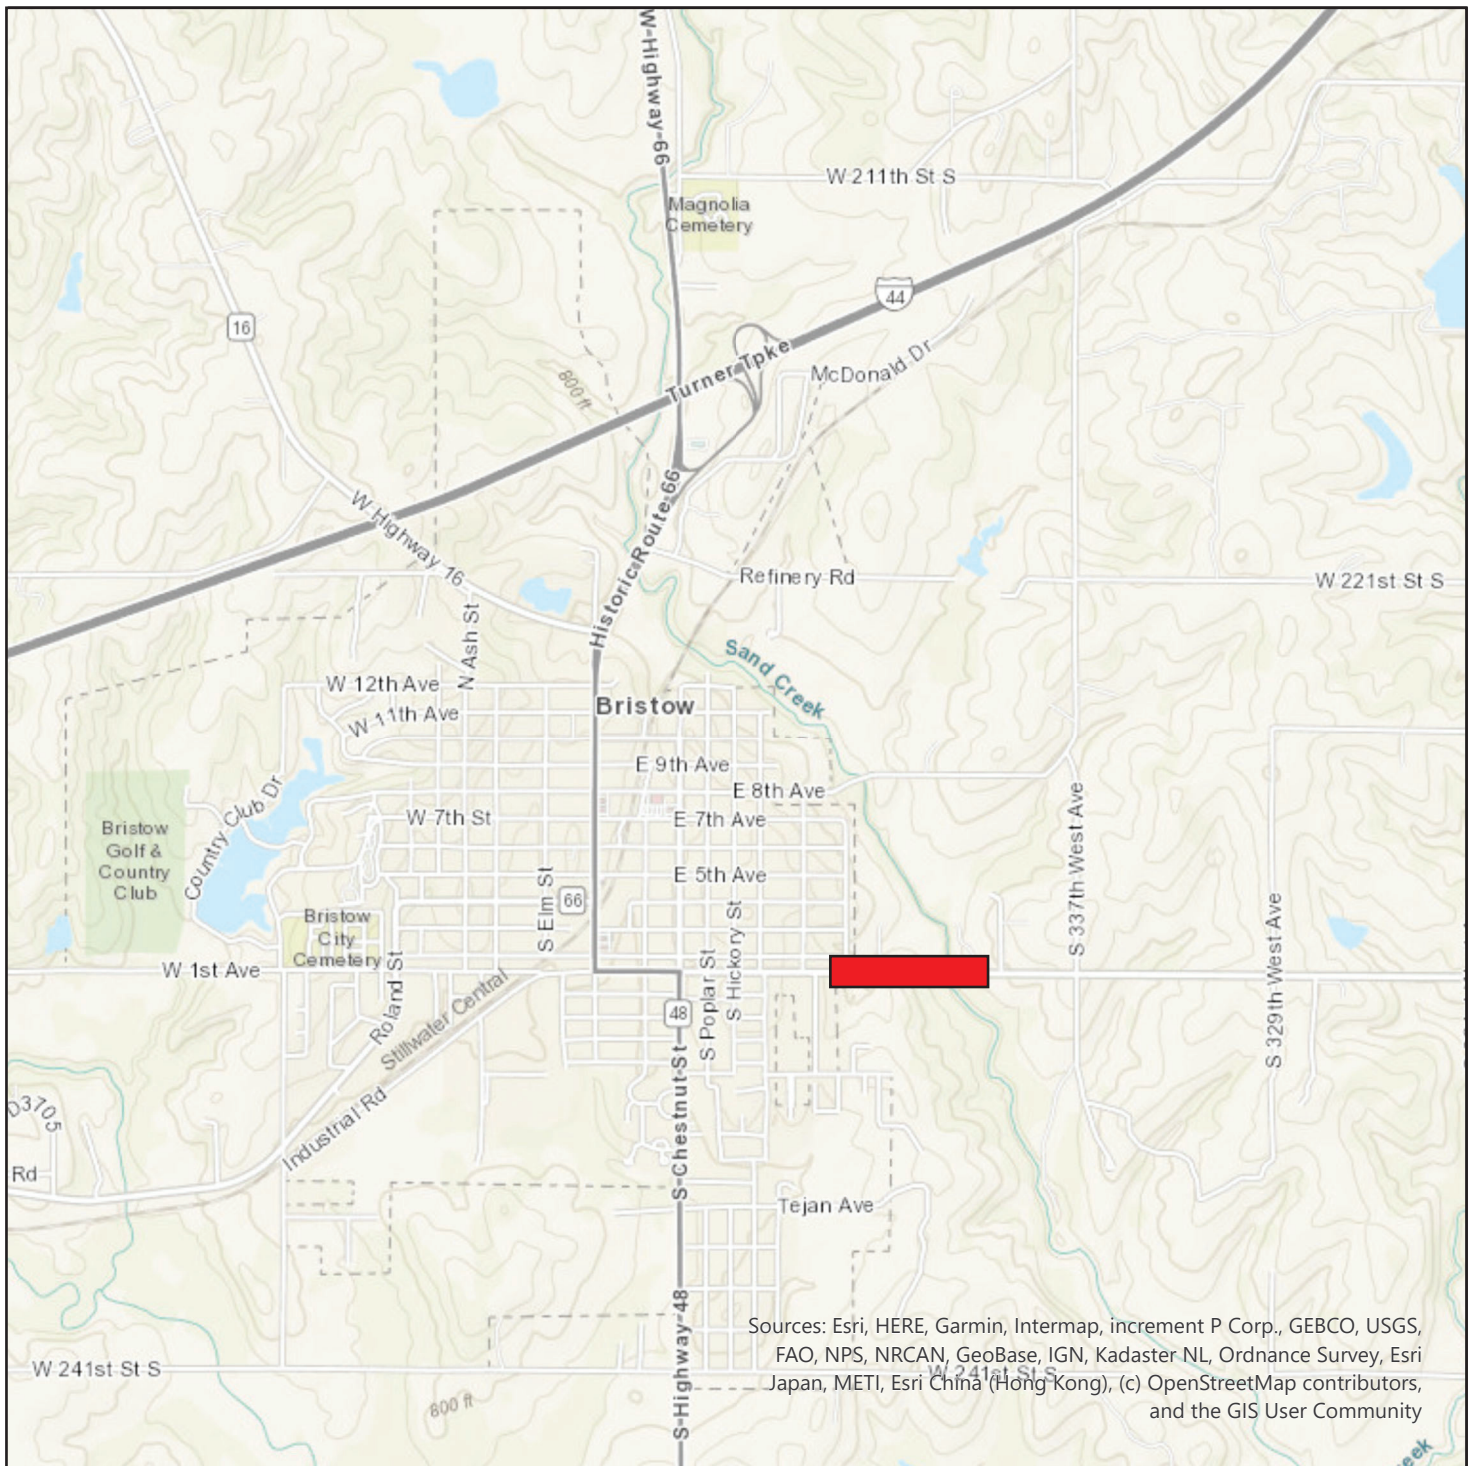 W-Highway-66
W 211th St S
Magnolia
Cemetery
44
16
Turner Tpke
McDonald Dr
800 ft
W Highway 16
Historic Route 66
Refinery Rd
W 221st St S
N Ash St
Sand Creek
W 12th Ave
Bristow
W 11th Ave
E 9th Ave
E 8th Ave
Country Club Dr
W 7th St
E 7th Ave
Bristow
Golf &
Country
Club
S 337th West Ave
E 5th Ave
S Elm St
66
S Hickory St
S 329th West Ave
Bristow
City
Cemetery
W 1st Ave
Roland St
S Poplar St
Stillwater Central
48
S-Chestnut-St
D3705
Industrial Rd
Rd
Tejan Ave
S-Highway-48
W 241st St S
W 241st St S
800 ft
Sources: Esri, HERE, Garmin, Intermap, increment P Corp., GEBCO, USGS,
FAO, NPS, NRCAN, GeoBase, IGN, Kadaster NL, Ordnance Survey, Esri
Japan, METI, Esri China (Hong Kong), (c) OpenStreetMap contributors,
and the GIS User Community